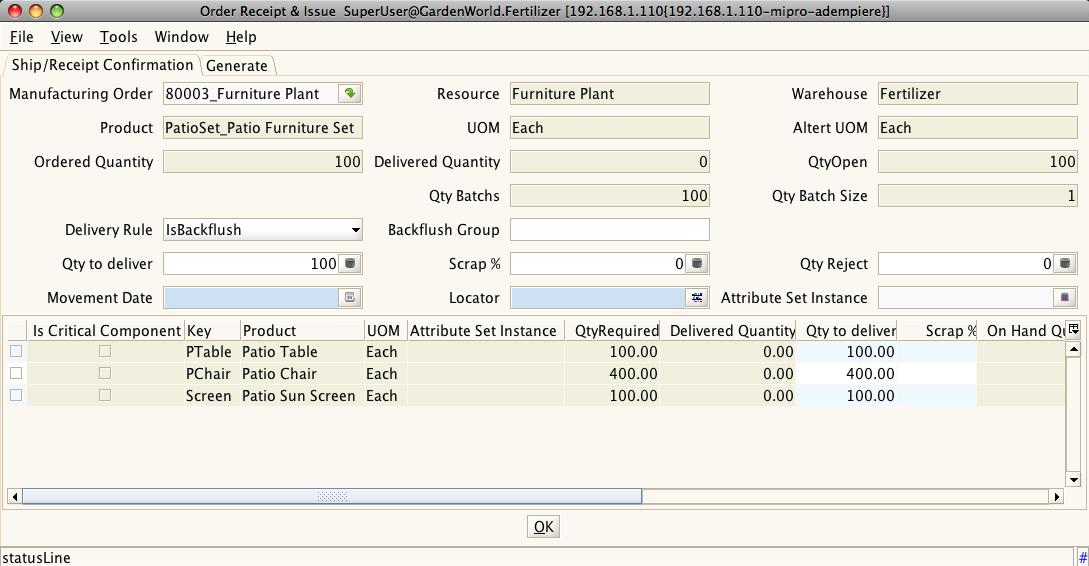 Order Receipt & Issue  SuperUser@GardenWorld.Fertilizer [192.168.1.110{192.168.1.110-mipro-adempiere}]
File View Tools Window Help
Ship/Receipt Confirmation Generate
Manufacturing Order 80003_Furniture Plant Resource Furniture Plant Warehouse Fertilizer
Product PatioSet_Patio Furniture Set UOM Each Altert UOM Each
Ordered Quantity 100 Delivered Quantity 0 QtyOpen 100
Qty Batchs 100 Qty Batch Size 1
Delivery Rule IsBackflush Backflush Group
Qty to deliver 100 Scrap % 0 Qty Reject 0
Movement Date Locator Attribute Set Instance
Is Critical Component Key Product UOM Attribute Set Instance QtyRequired Delivered Quantity Qty to deliver Scrap % On Hand Qu
PTable Patio Table Each 100.00 0.00 100.00
PChair Patio Chair Each 400.00 0.00 400.00
Screen Patio Sun Screen Each 100.00 0.00 100.00
OK
statusLine #